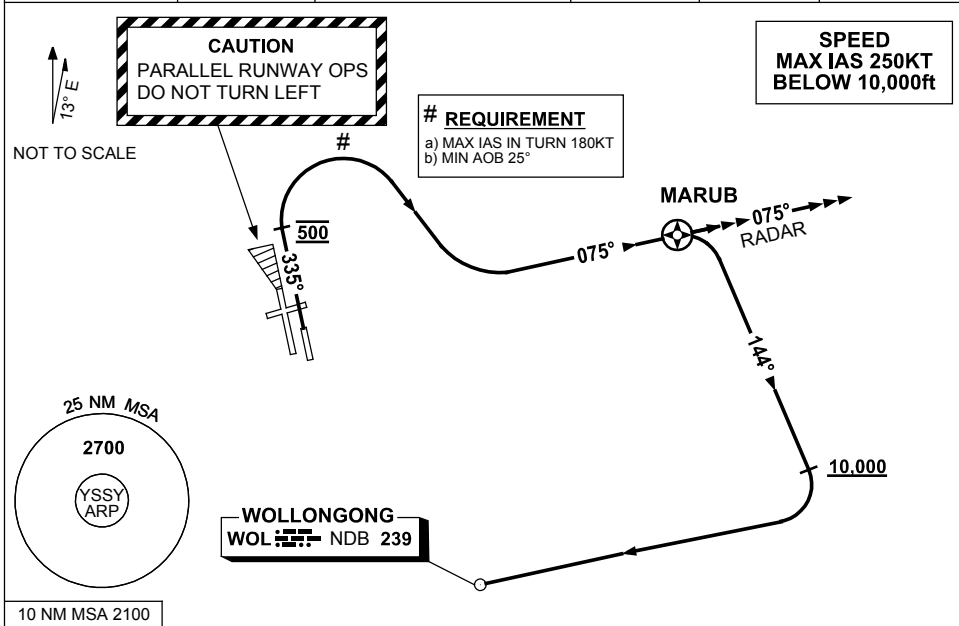 CAUTION
PARALLEL RUNWAY OPS
DO NOT TURN LEFT
SPEED
MAX IAS 250KT
BELOW 10,000ft
13° E
NOT TO SCALE
#
# REQUIREMENT
a) MAX IAS IN TURN 180KT
b) MIN AOB 25°
MARUB
500
335°
075°
075°
RADAR
144°
25 NM MSA
2700
YSSY
ARP
10,000
WOLLONGONG
WOL NDB 239
10 NM MSA 2100